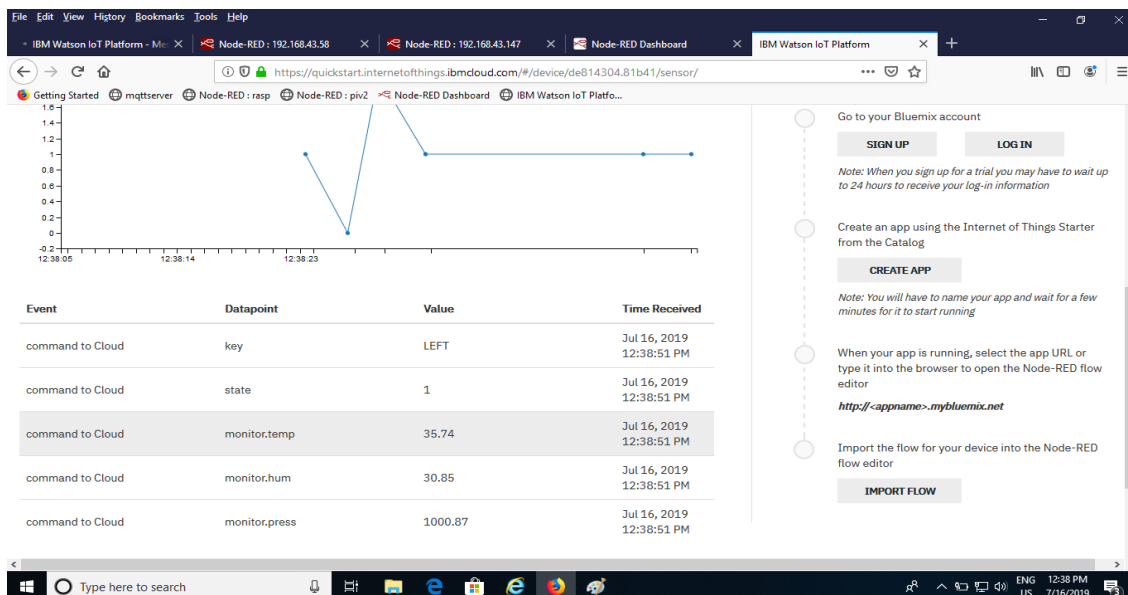 File Edit View History Bookmarks Tools Help
IBM Watson IoT Platform - Me
Node-RED : 192.168.43.58
Node-RED : 192.168.43.147
Node-RED Dashboard
IBM Watson IoT Platform
https://quickstart.internetofthings.ibmcloud.com/#/device/de814304.81b41/sensor/
Getting Started mqttserver Node-RED : rasp Node-RED : piv2 Node-RED Dashboard IBM Watson IoT Platfo...
1.6
1.4
1.2
1
0.8
0.6
0.4
0.2
0
-0.2
12:38:05 12:38:14 12:38:23
Event Datapoint Value Time Received
command to Cloud key LEFT Jul 16, 2019
12:38:51 PM
command to Cloud state 1 Jul 16, 2019
12:38:51 PM
command to Cloud monitor.temp 35.74 Jul 16, 2019
12:38:51 PM
command to Cloud monitor.hum 30.85 Jul 16, 2019
12:38:51 PM
command to Cloud monitor.press 1000.87 Jul 16, 2019
12:38:51 PM
Go to your Bluemix account
SIGN UP LOG IN
Note: When you sign up for a trial you may have to wait up
to 24 hours to receive your log-in information
Create an app using the Internet of Things Starter
from the Catalog
CREATE APP
Note: You will have to name your app and wait for a few
minutes for it to start running
When your app is running, select the app URL or
type it into the browser to open the Node-RED flow
editor
http://<appname>.mybluemix.net
Import the flow for your device into the Node-RED
flow editor
IMPORT FLOW
Type here to search
ENG 12:38 PM
US 7/16/2019
3